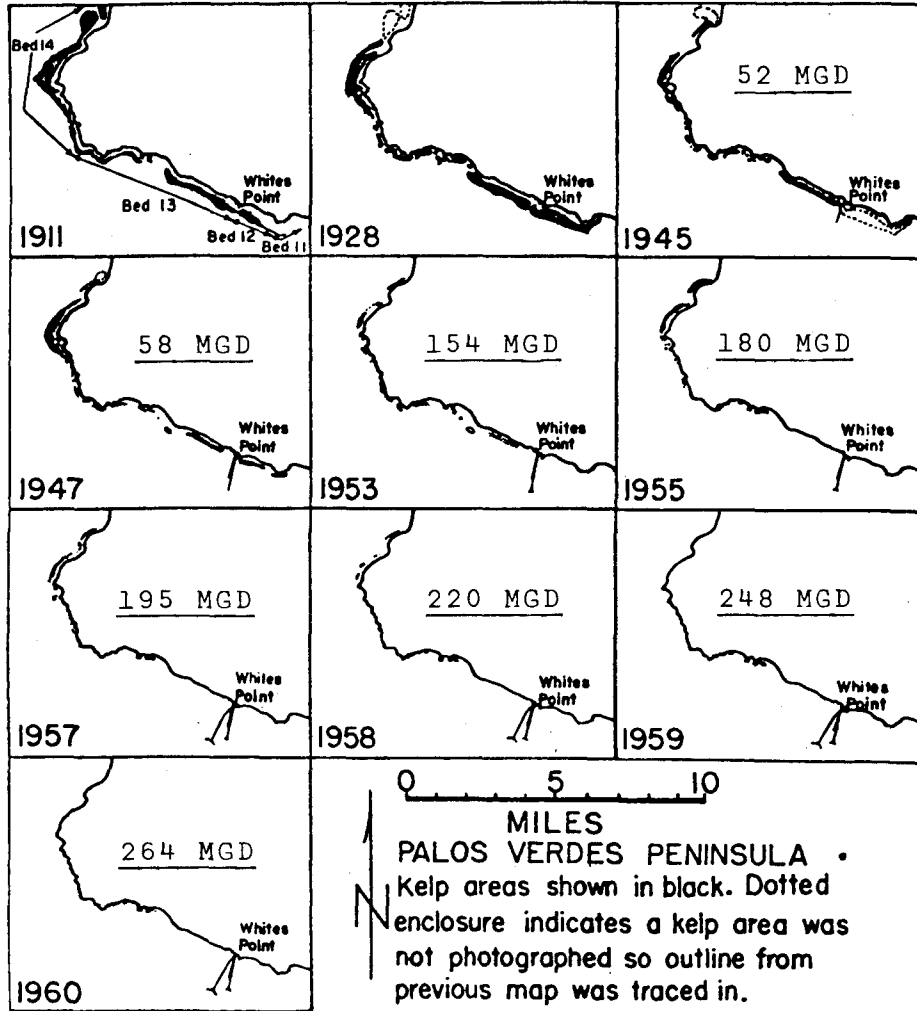 Bed 14
Whites
Point
Bed 13
Bed 12
Bed 11
1911
Whites
Point
1928
52 MGD
Whites
Point
1945
58 MGD
Whites
Point
1947
154 MGD
Whites
Point
1953
180 MGD
Whites
Point
1955
195 MGD
Whites
Point
1957
220 MGD
Whites
Point
1958
248 MGD
Whites
Point
1959
264 MGD
Whites
Point
1960
0 5 10
MILES
PALOS VERDES PENINSULA •
Kelp areas shown in black. Dotted
enclosure indicates a kelp area was
not photographed so outline from
previous map was traced in.
N